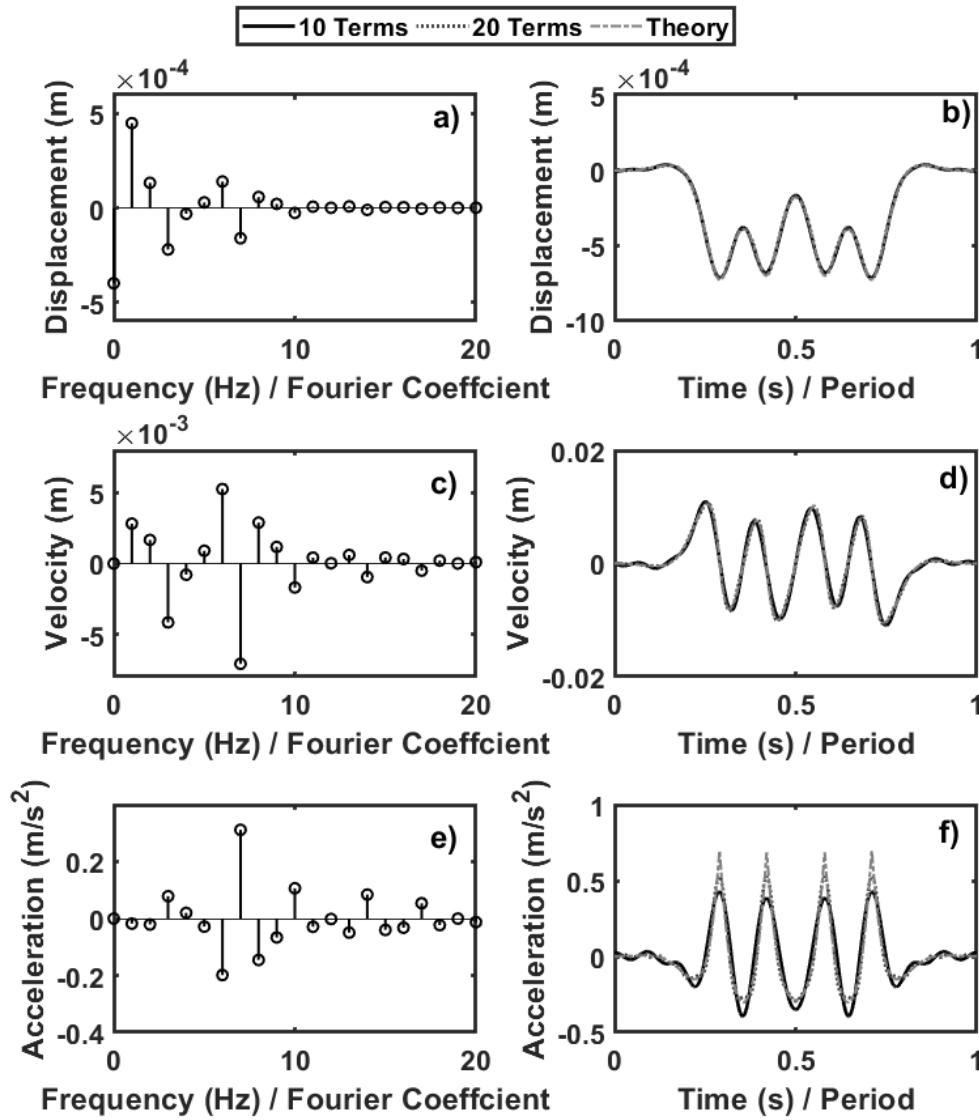 10 Terms 20 Terms Theory
×10⁻⁴
Displacement (m)
5
0
-5
0 10 20
Frequency (Hz) / Fourier Coeffcient
a)
×10⁻⁴
Displacement (m)
5
0
-5
-10
0 0.5 1
Time (s) / Period
b)
×10⁻³
Velocity (m)
5
0
-5
0 10 20
Frequency (Hz) / Fourier Coeffcient
c)
Velocity (m)
0.02
0
-0.02
0 0.5 1
Time (s) / Period
d)
Acceleration (m/s²)
0.2
0
-0.2
-0.4
0 10 20
Frequency (Hz) / Fourier Coeffcient
e)
Acceleration (m/s²)
1
0.5
0
-0.5
0 0.5 1
Time (s) / Period
f)